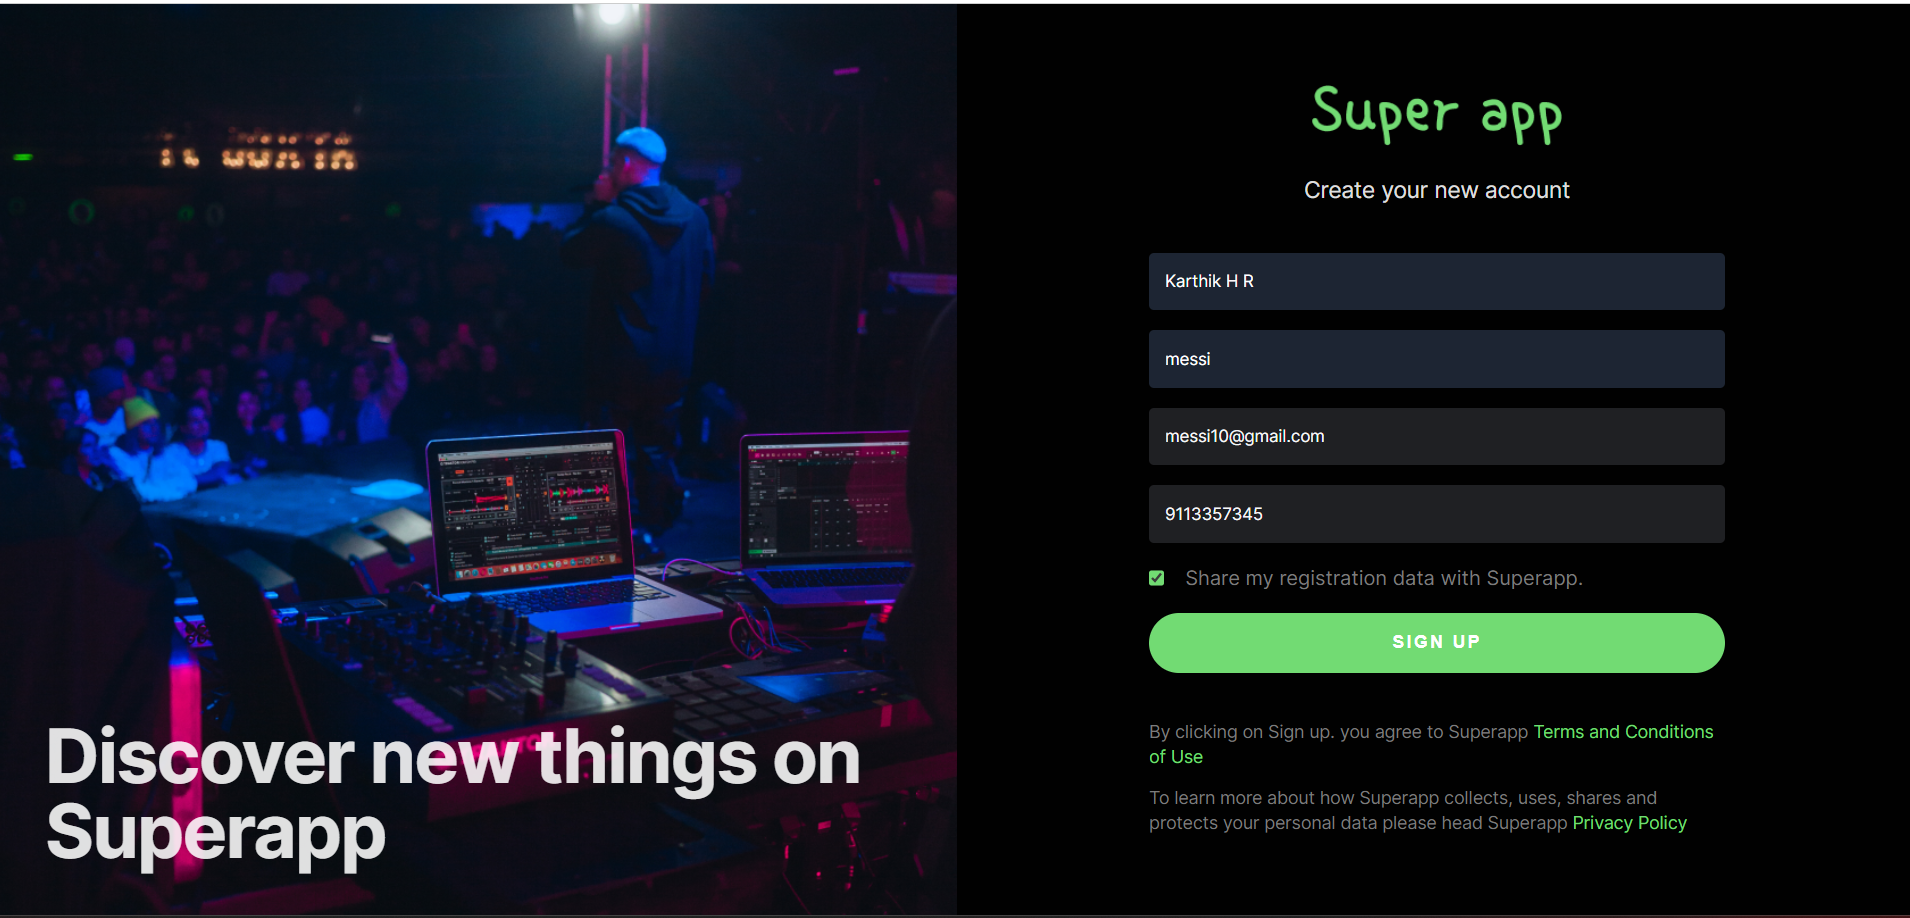 Super app
Create your new account
Karthik H R
messi
messi10@gmail.com
9113357345
Share my registration data with Superapp.
SIGN UP
By clicking on Sign up. you agree to Superapp Terms and Conditions
of Use
To learn more about how Superapp collects, uses, shares and
protects your personal data please head Superapp Privacy Policy
Discover new things on
Superapp